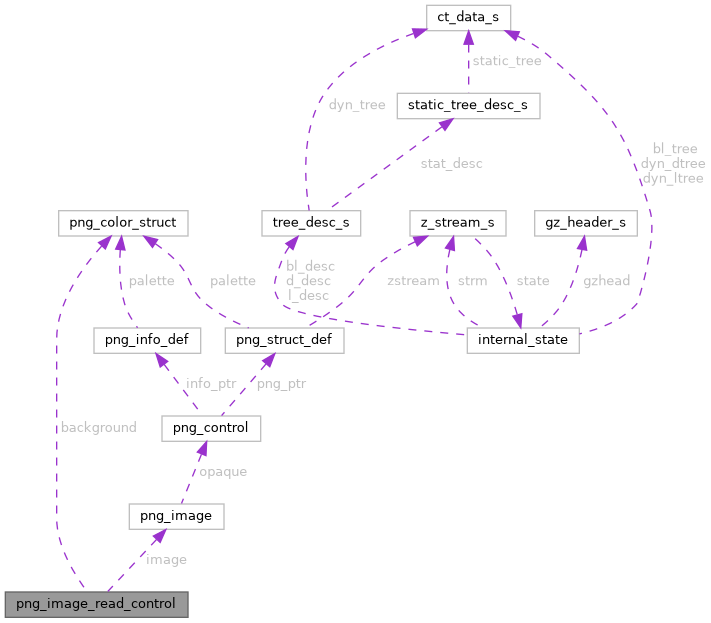 ct_data_s
static_tree
dyn_tree
static_tree_desc_s
bl_tree
dyn_dtree
dyn_ltree
stat_desc
png_color_struct
tree_desc_s
z_stream_s
gz_header_s
palette
palette
bl_desc
d_desc
l_desc
zstream
strm
state
gzhead
png_info_def
png_struct_def
internal_state
info_ptr
png_ptr
background
png_control
opaque
png_image
image
png_image_read_control